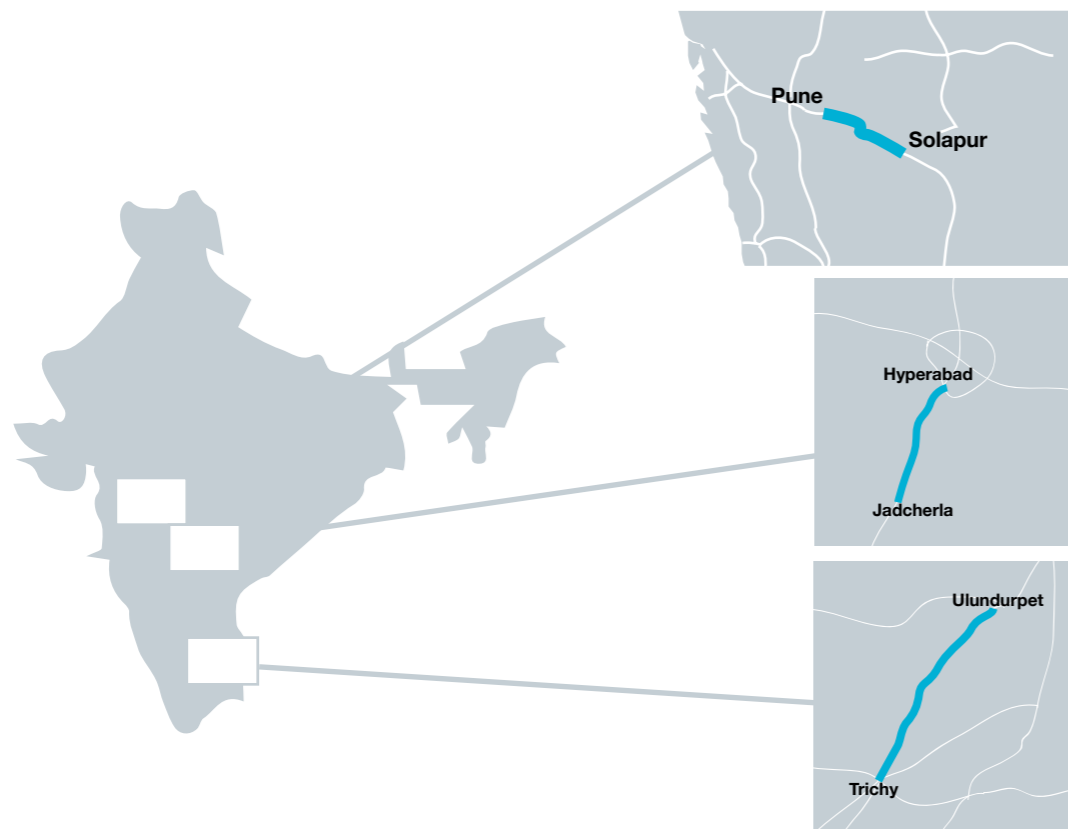 Pune
Solapur
Hyperabad
Jadcherla
Ulundurpet
Trichy